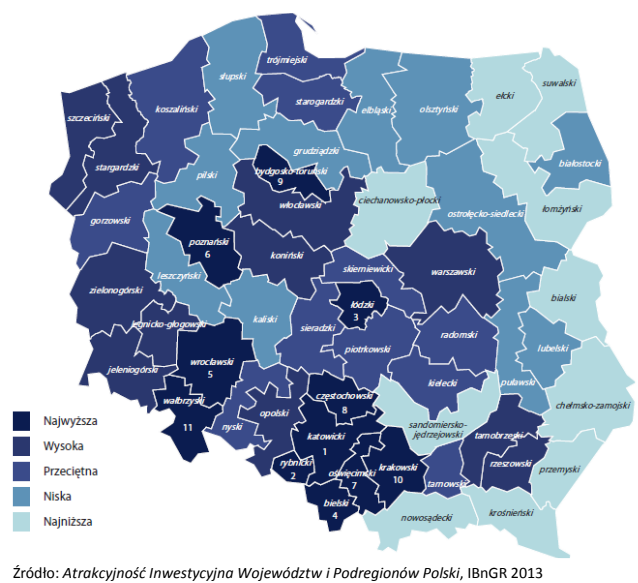 trójmiejski
słupski
suwalski
ełcki
koszaliński
starogardzki
elbląski
olsztyński
szczeciński
grudziądzki
białostocki
stargardzki
pilski
bydgosko-toruński
9
ciechanowsko-płocki
włocławski
ostrołęcko-siedlecki
łomżyński
gorzowski
poznański
6
koniński
skierniewicki
warszawski
leszczyński
zielonogórski
łódzki
3
bialski
kaliski
legnicko-głogowski
sieradzki
radomski
piotrkowski
lubelski
wrocławski
5
jeleniogórski
kielecki
puławski
częstochowski
8
wałbrzyski
11
opolski
nyski
chełmsko-zamojski
sandomiersko-
jędrzejowski
tarnobrzeski
katowicki
1
rybnicki
2
oświęcimski
7
krakowski
10
rzeszowski
przemyski
tarnowski
bielski
4
nowosądecki
krośnieński
Najwyższa
Wysoka
Przeciętna
Niska
Najniższa
Źródło: Atrakcyjność Inwestycyjna Województw i Podregionów Polski, IBnGR 2013